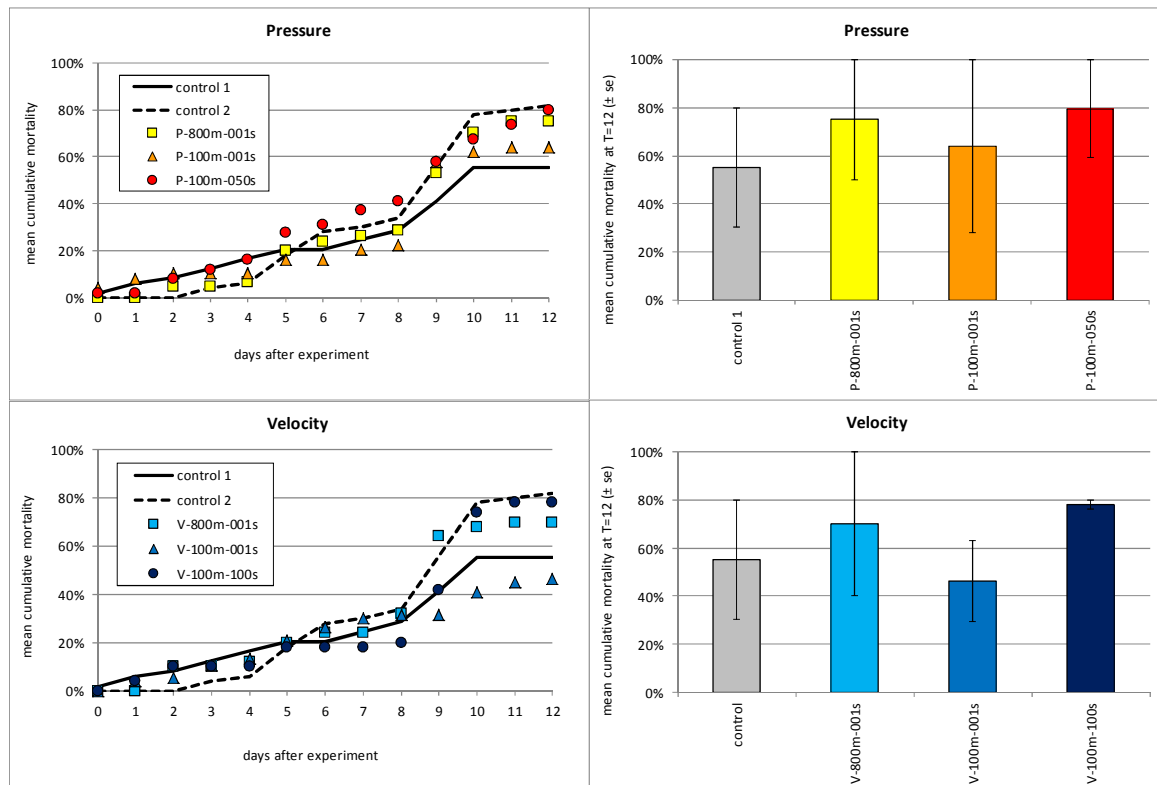 Pressure
mean cumulative mortality
100%
80%
60%
40%
20%
0%
control 1
control 2
P-800m-001s
P-100m-001s
P-100m-050s
0 1 2 3 4 5 6 7 8 9 10 11 12
days after experiment
Pressure
mean cumulative mortality at T=12 (± se)
100%
80%
60%
40%
20%
0%
control 1
P-800m-001s
P-100m-001s
P-100m-050s
Velocity
mean cumulative mortality
100%
80%
60%
40%
20%
0%
control 1
control 2
V-800m-001s
V-100m-001s
V-100m-100s
0 1 2 3 4 5 6 7 8 9 10 11 12
days after experiment
Velocity
mean cumulative mortality at T=12 (± se)
100%
80%
60%
40%
20%
0%
control
V-800m-001s
V-100m-001s
V-100m-100s